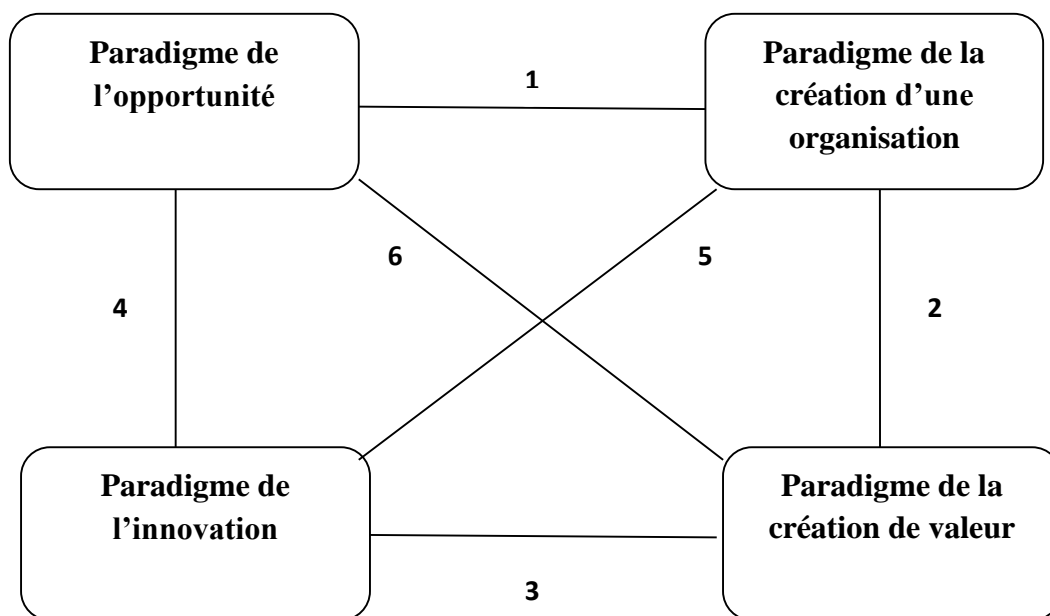 Paradigme de
l’opportunité
1
Paradigme de la
création d’une
organisation
6
5
4
2
Paradigme de
l’innovation
Paradigme de la
création de valeur
3